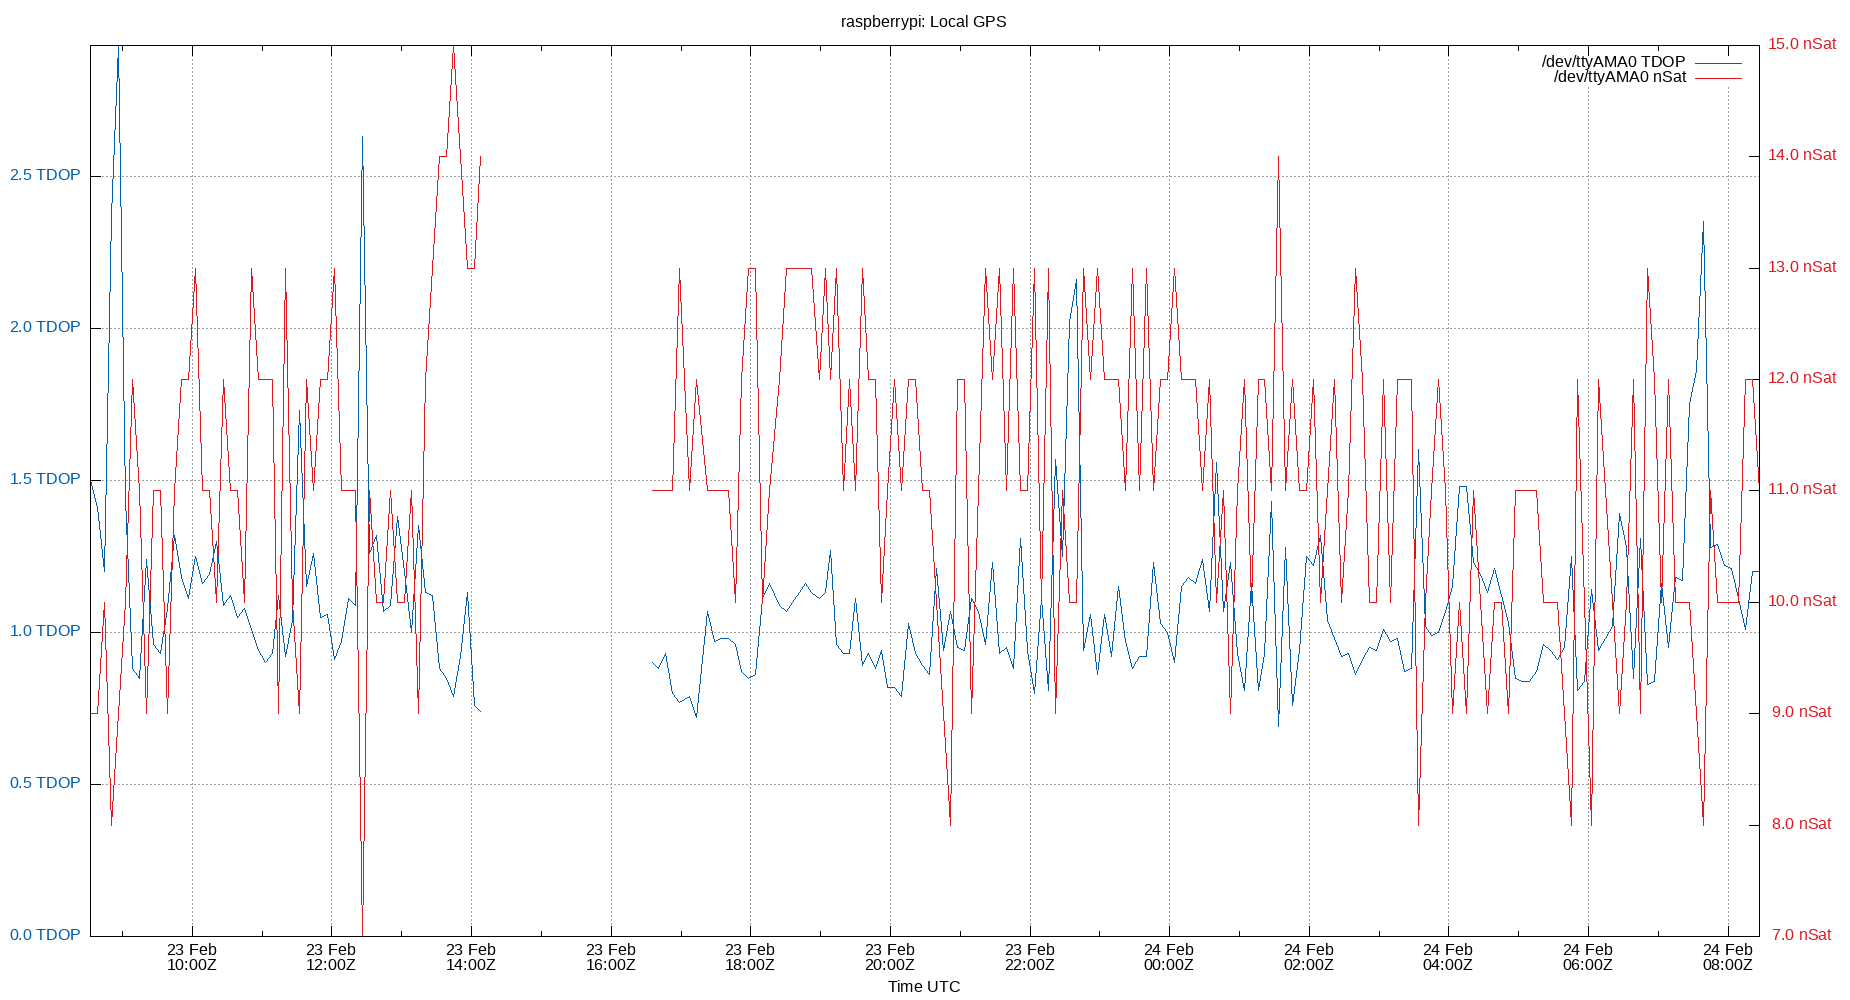 raspberrypi: Local GPS
/dev/ttyAMA0 TDOP
/dev/ttyAMA0 nSat
2.5 TDOP
2.0 TDOP
1.5 TDOP
1.0 TDOP
0.5 TDOP
0.0 TDOP
15.0 nSat
14.0 nSat
13.0 nSat
12.0 nSat
11.0 nSat
10.0 nSat
9.0 nSat
8.0 nSat
7.0 nSat
23 Feb
10:00Z
23 Feb
12:00Z
23 Feb
14:00Z
23 Feb
16:00Z
23 Feb
18:00Z
23 Feb
20:00Z
23 Feb
22:00Z
24 Feb
00:00Z
24 Feb
02:00Z
24 Feb
04:00Z
24 Feb
06:00Z
24 Feb
08:00Z
Time UTC